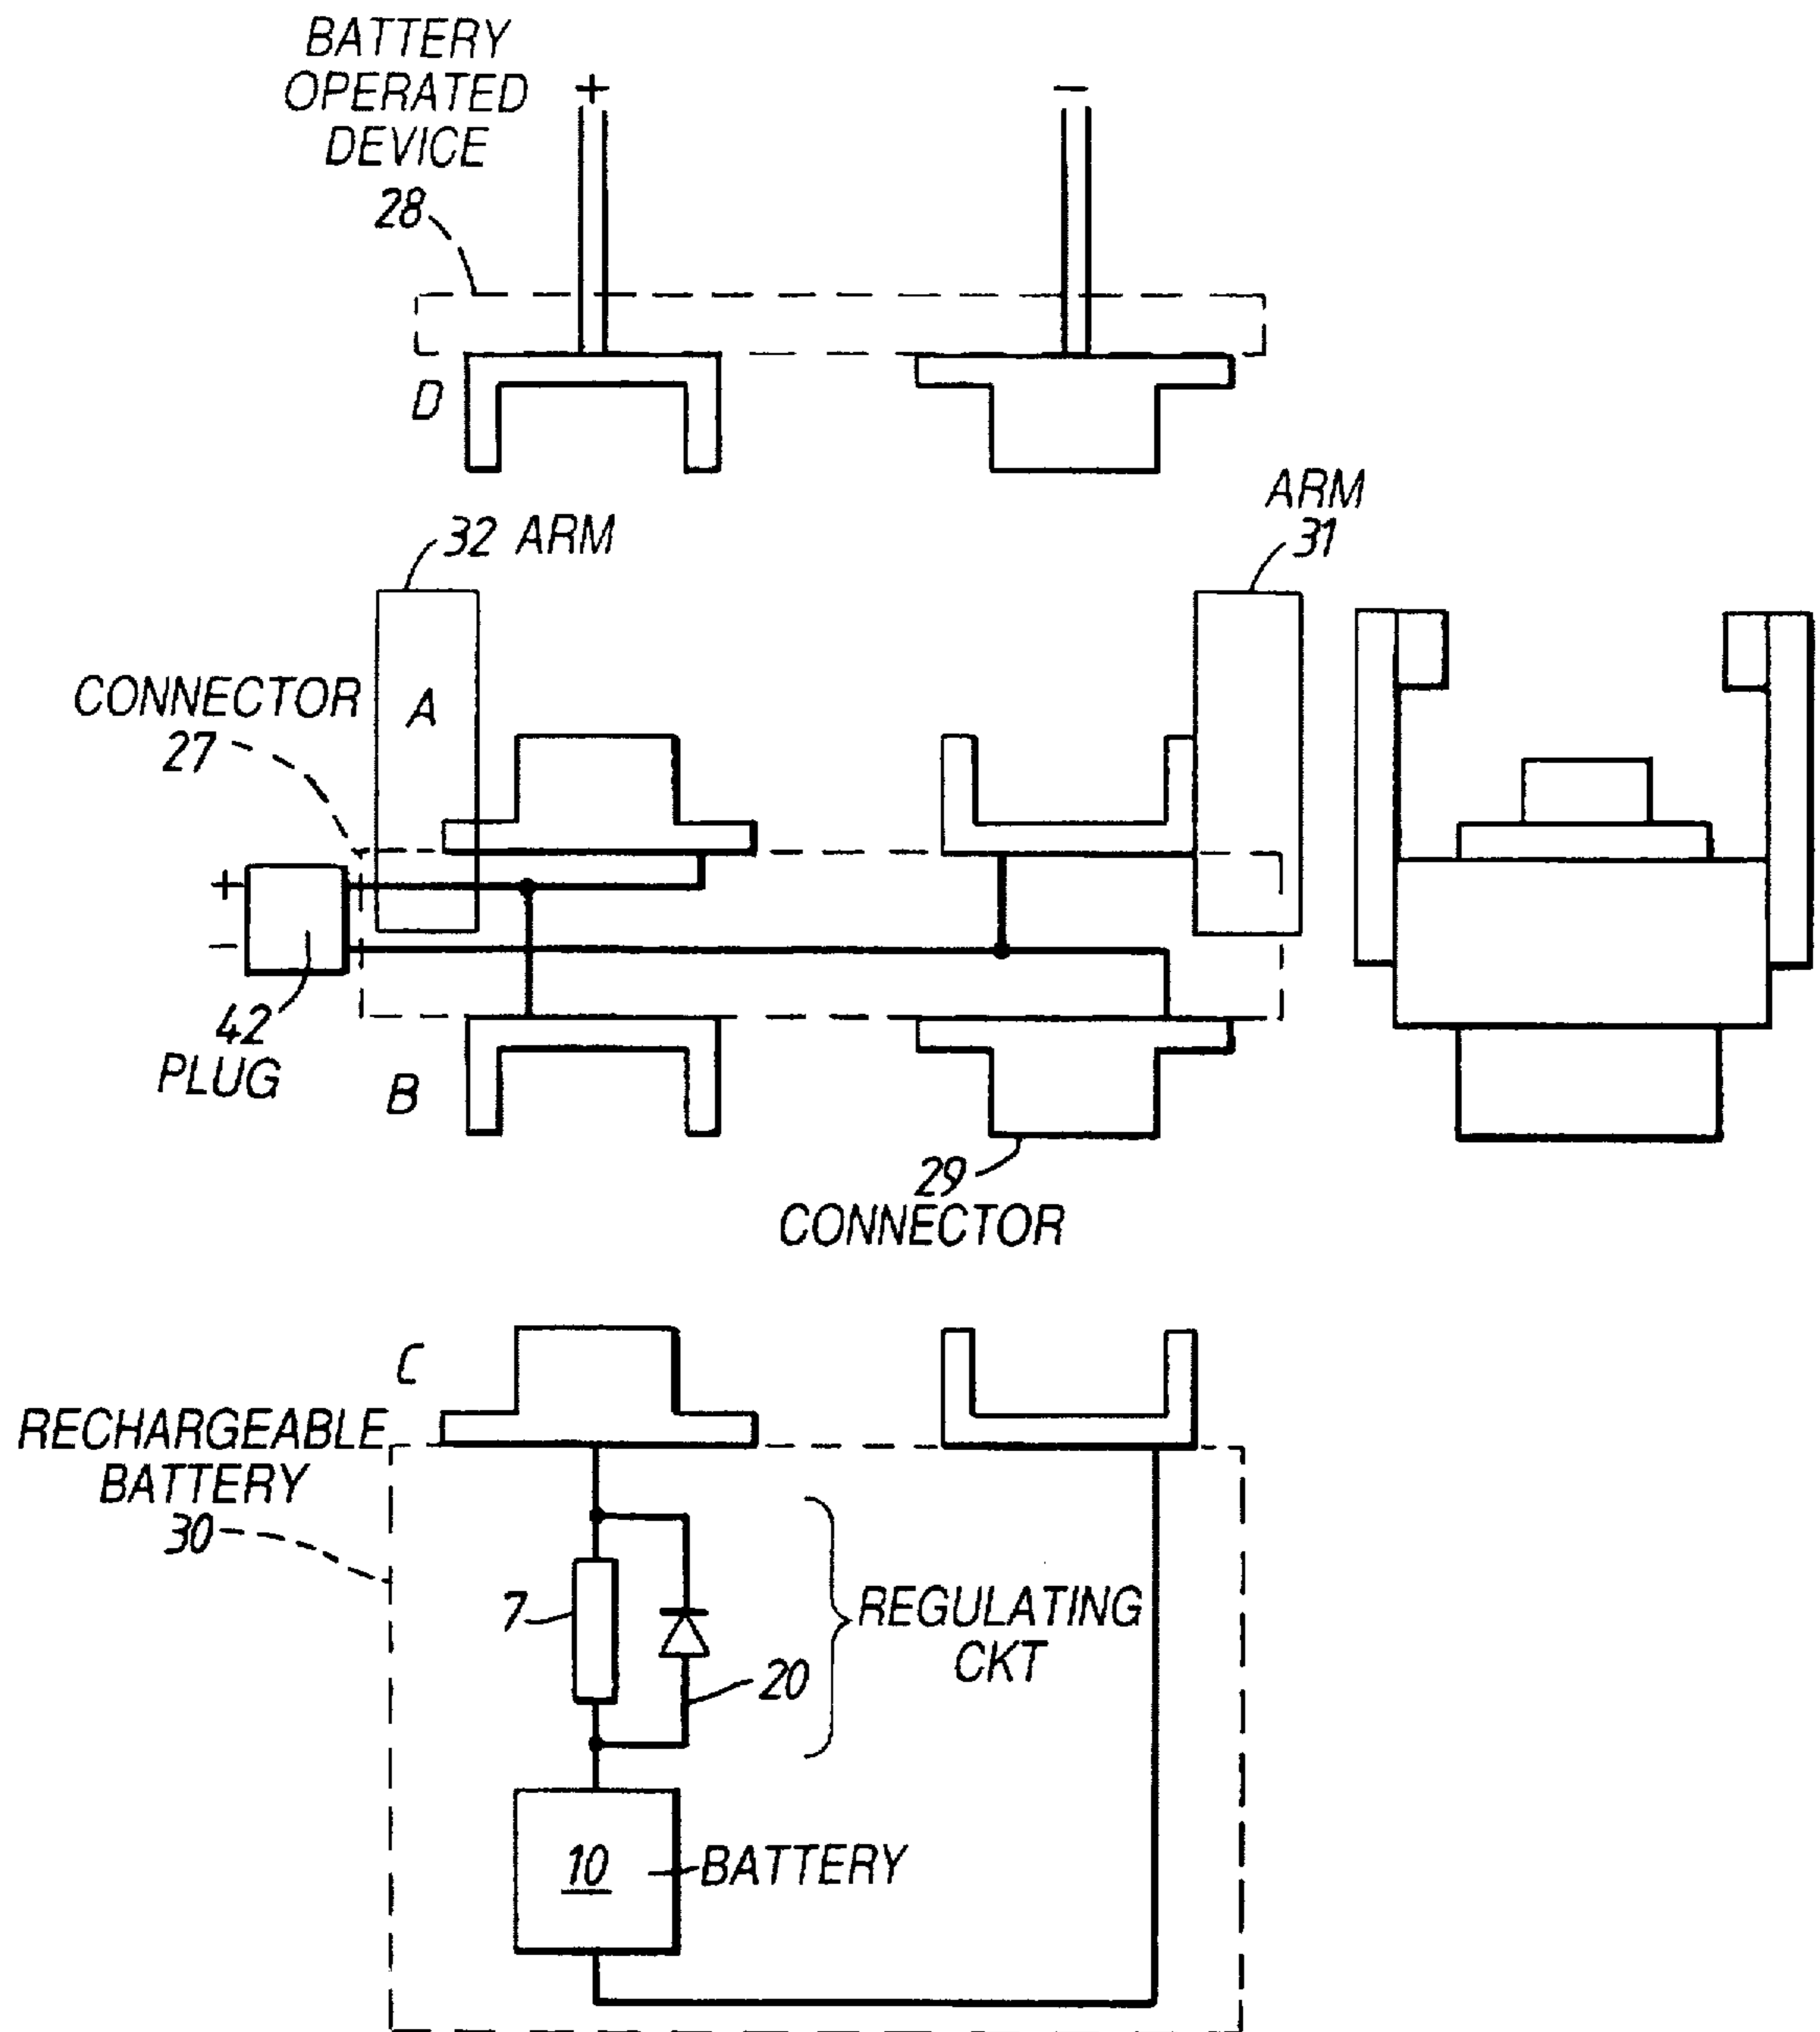 BATTERY
OPERATED
DEVICE
28
+
−
D
32 ARM
ARM
31
CONNECTOR
27
A
+
−
42
PLUG
B
29
CONNECTOR
C
RECHARGEABLE
BATTERY
30
7
20
REGULATING
CKT
10
BATTERY